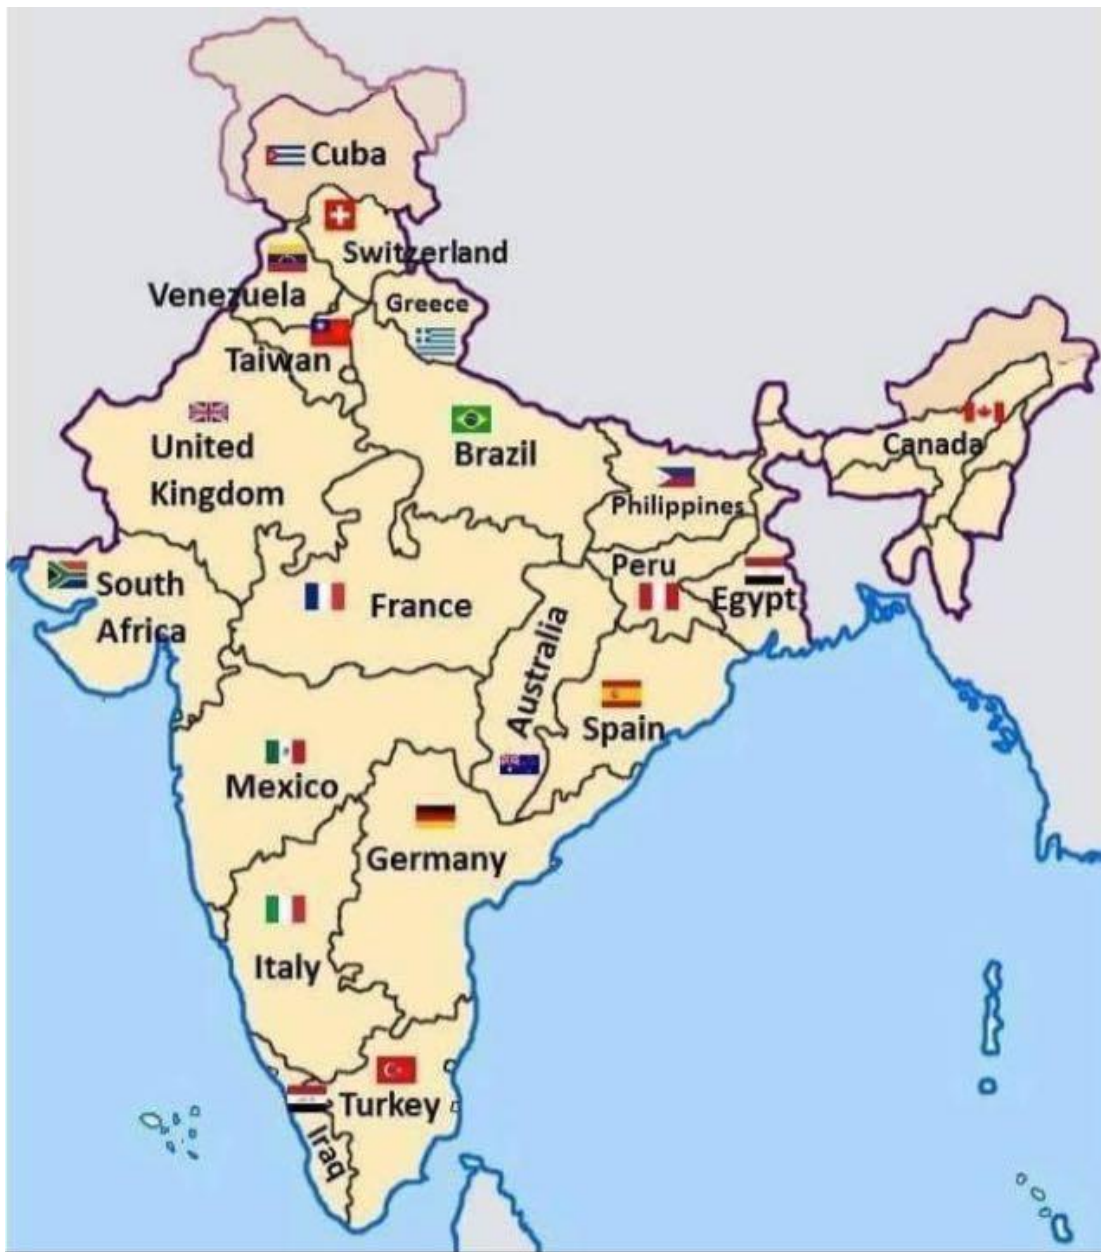 Cuba
Switzerland
Venezuela
Greece
Taiwan
United
Kingdom
Brazil
Canada
Philippines
South
Africa
France
Peru
Egypt
Australia
Spain
Mexico
Germany
Italy
Turkey
Iraq